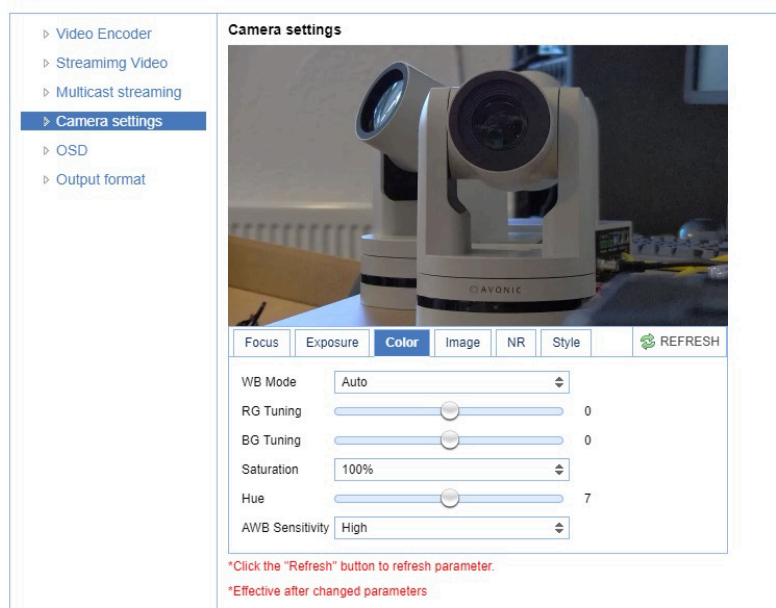 Video Encoder
Streamimg Video
Multicast streaming
Camera settings
OSD
Output format
Camera settings
AVONIC
Focus Exposure Color Image NR Style REFRESH
WB Mode Auto
RG Tuning 0
BG Tuning 0
Saturation 100%
Hue 7
AWB Sensitivity High
*Click the "Refresh" button to refresh parameter.
*Effective after changed parameters